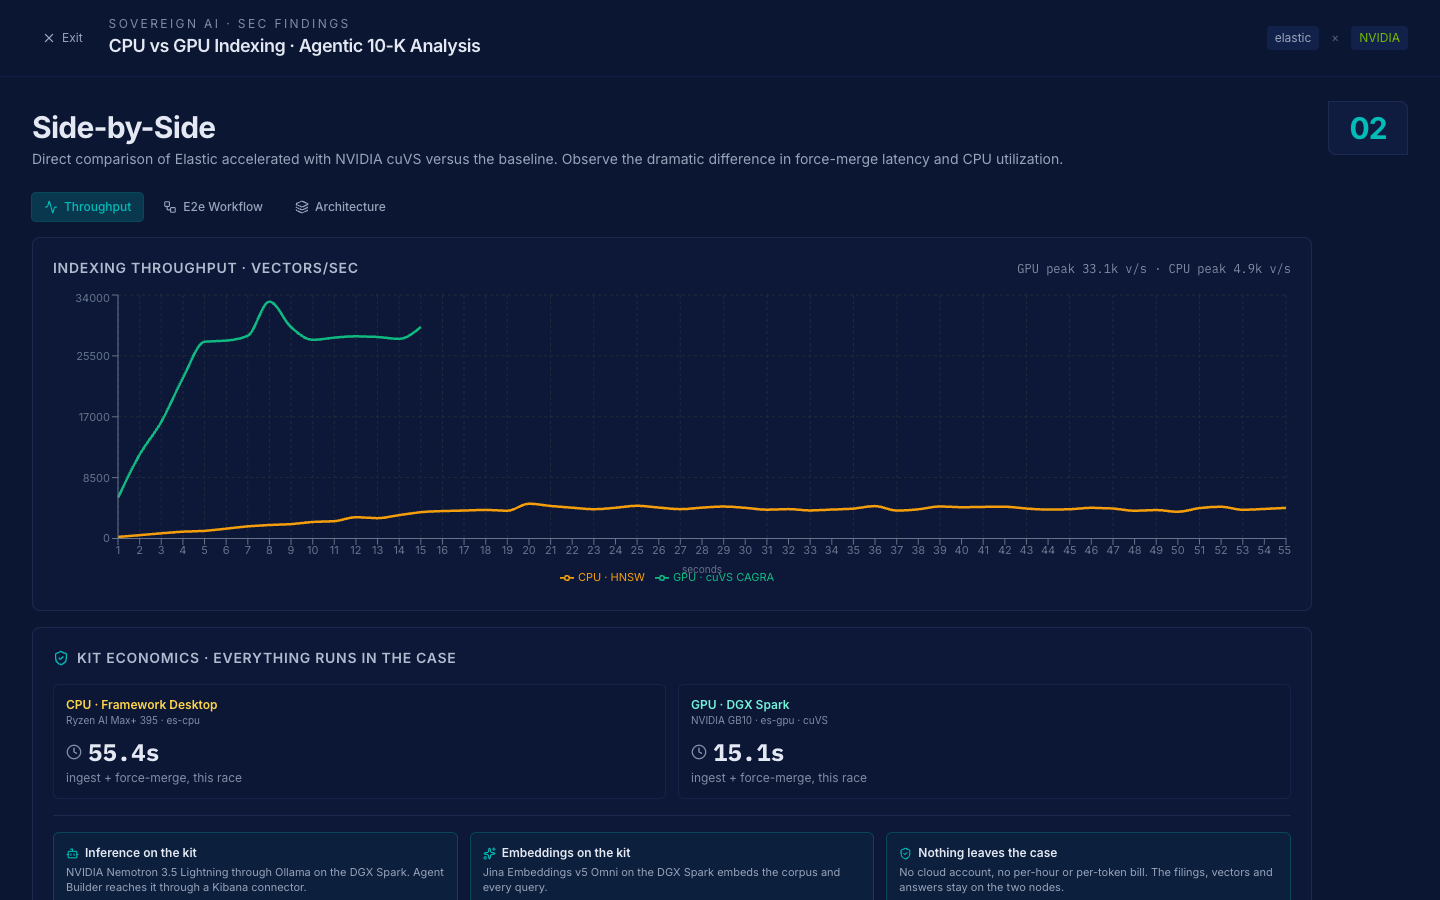 SOVEREIGN AI · SEC FINDINGS
Exit
CPU vs GPU Indexing · Agentic 10-K Analysis
elastic × NVIDIA
Side-by-Side
02
Direct comparison of Elastic accelerated with NVIDIA cuVS versus the baseline. Observe the dramatic difference in force-merge latency and CPU utilization.
Throughput E2e Workflow Architecture
INDEXING THROUGHPUT · VECTORS/SEC
GPU peak 33.1k v/s · CPU peak 4.9k v/s
34000
25500
17000
8500
0
1 2 3 4 5 6 7 8 9 10 11 12 13 14 15 16 17 18 19 20 21 22 23 24 25 26 27 28 29 30 31 32 33 34 35 36 37 38 39 40 41 42 43 44 45 46 47 48 49 50 51 52 53 54 55
seconds
CPU · HNSW GPU · cuVS CAGRA
KIT ECONOMICS · EVERYTHING RUNS IN THE CASE
CPU · Framework Desktop
Ryzen AI Max+ 395 · es-cpu
55.4s
ingest + force-merge, this race
GPU · DGX Spark
NVIDIA GB10 · es-gpu · cuVS
15.1s
ingest + force-merge, this race
Inference on the kit
NVIDIA Nemotron 3.5 Lightning through Ollama on the DGX Spark. Agent
Builder reaches it through a Kibana connector.
Embeddings on the kit
Jina Embeddings v5 Omni on the DGX Spark embeds the corpus and
every query.
Nothing leaves the case
No cloud account, no per-hour or per-token bill. The filings, vectors and
answers stay on the two nodes.